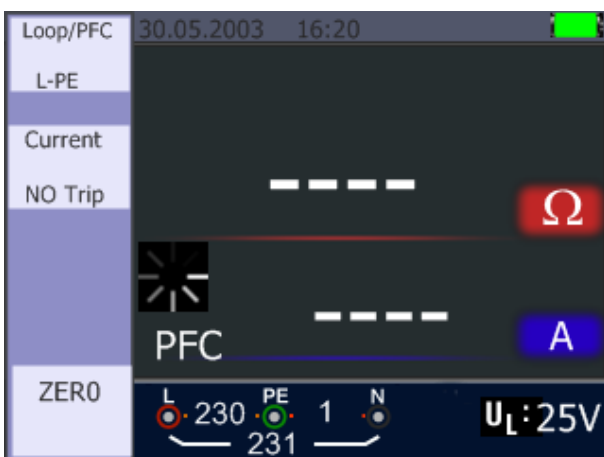 Loop/PFC
L-PE
Current
NO Trip
ZER0
30.05.2003 16:20
---- Ω
PFC ---- A
L PE N
230 1
231
UL:25V